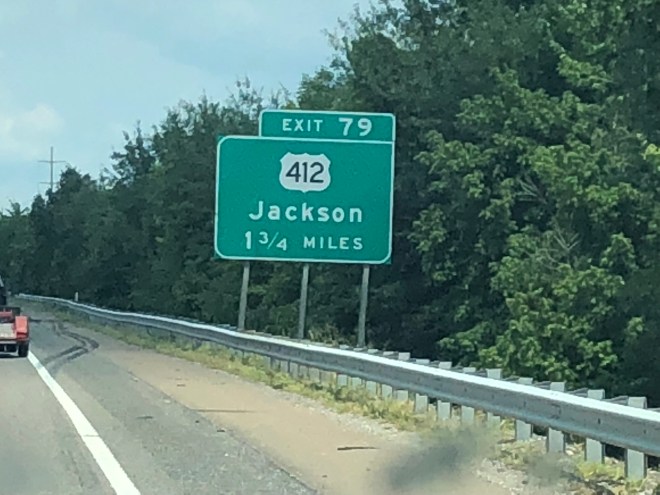 EXIT 79
412
Jackson
1 3/4 MILES